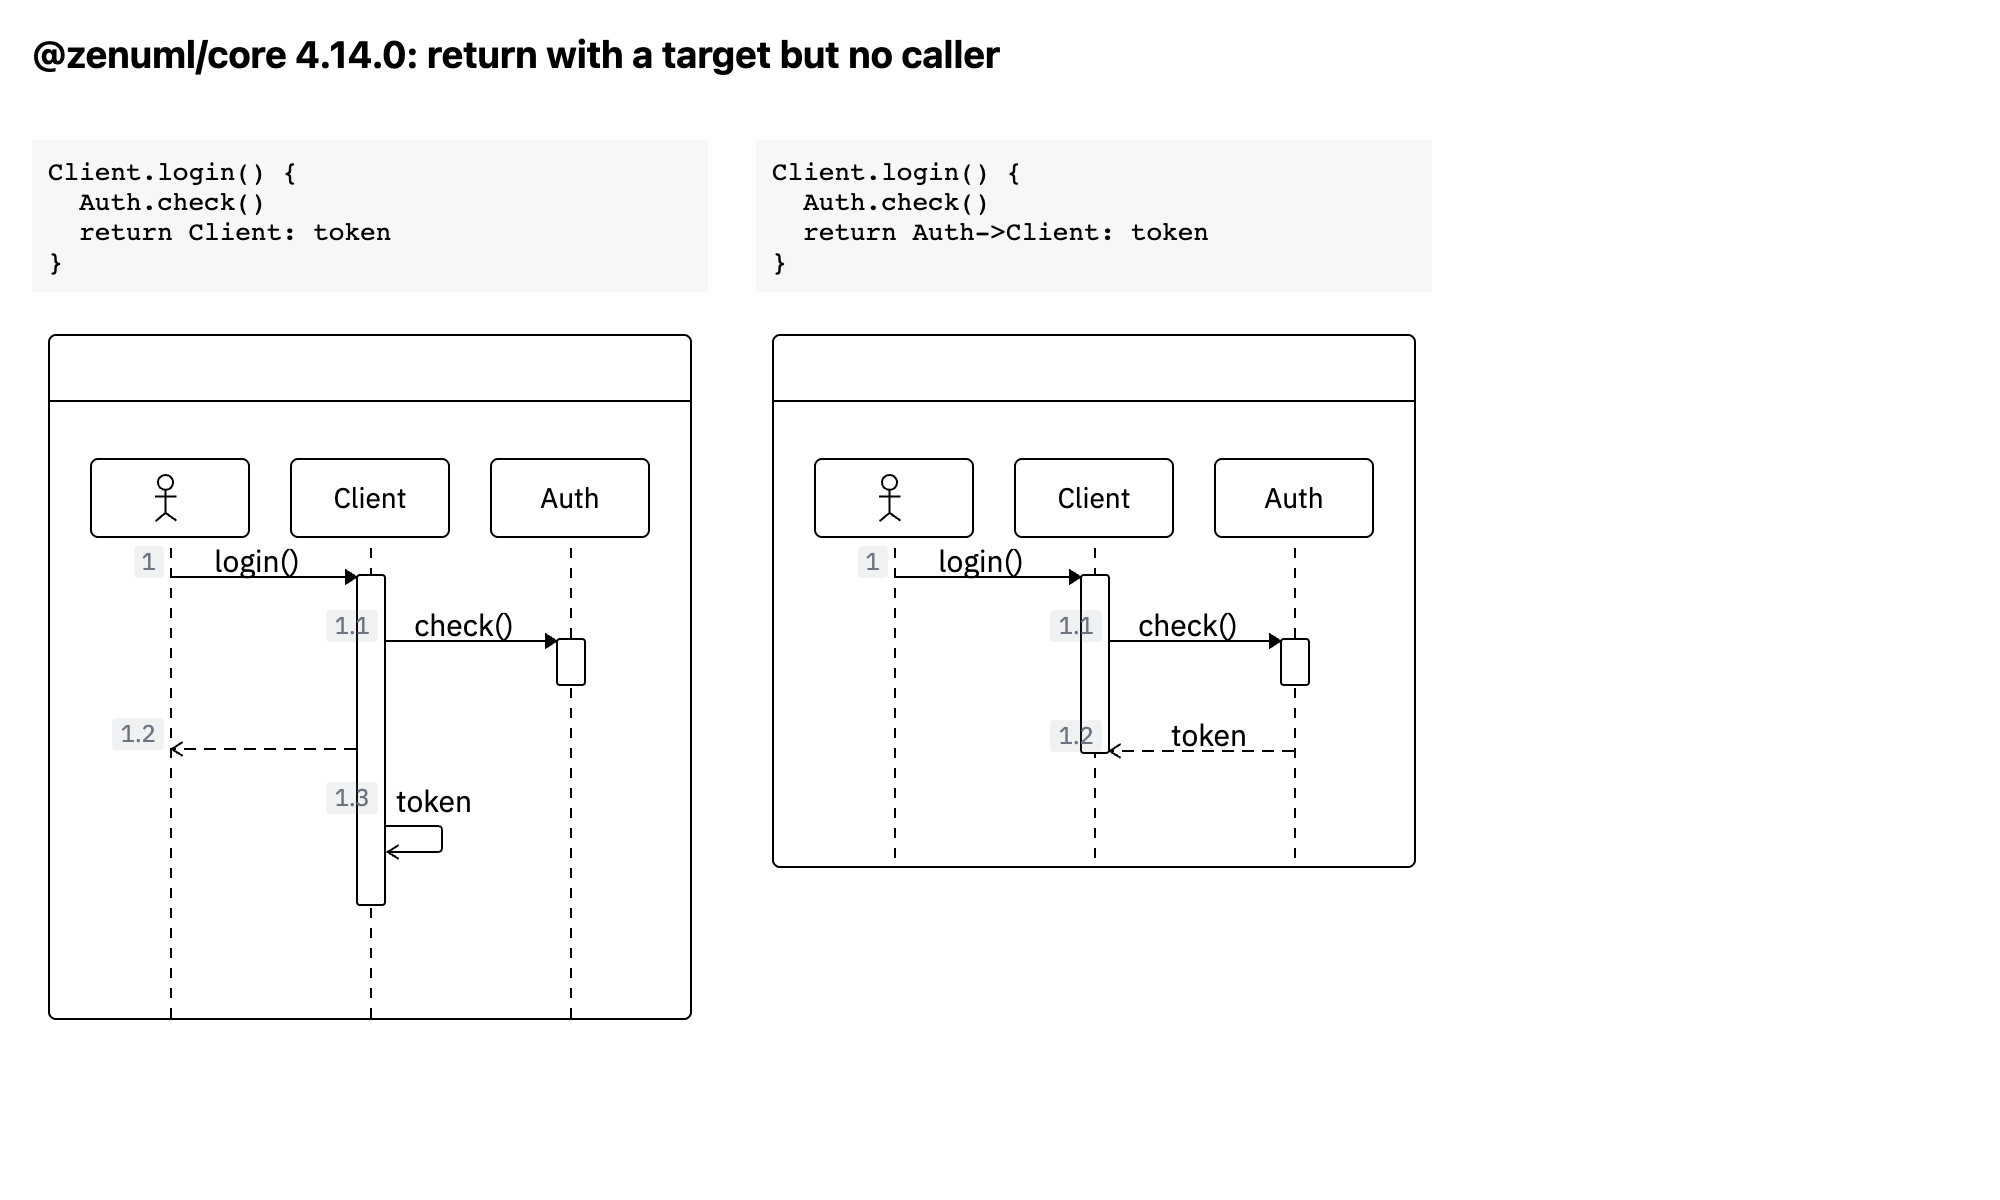 @zenuml/core 4.14.0: return with a target but no caller
Client.login() {
  Auth.check()
  return Client: token
}
Client.login() {
  Auth.check()
  return Auth->Client: token
}
Client
Auth
1
login()
1.1
check()
1.2
1.3
token
Client
Auth
1
login()
1.1
check()
1.2
token